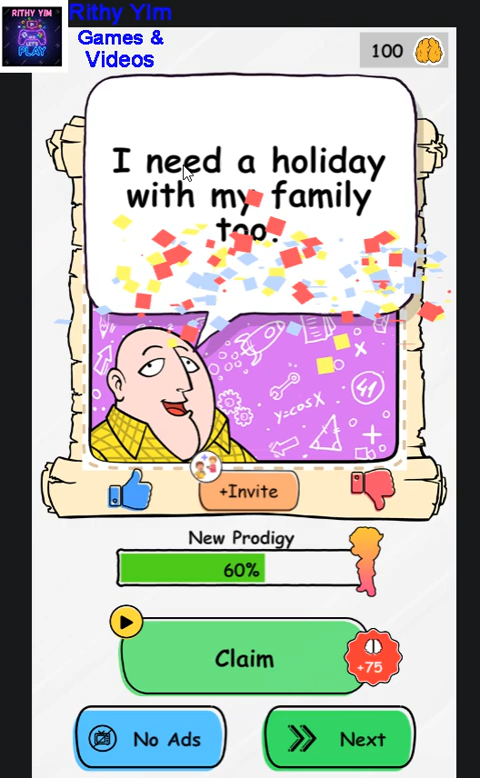 RITHY YIM
LET'S
PLAY
Rithy Yim
Games &
Videos
100
I need a holiday
with my family
too.
41
x
y=cosx
+Invite
New Prodigy
60%
Claim
+75
No Ads
Next